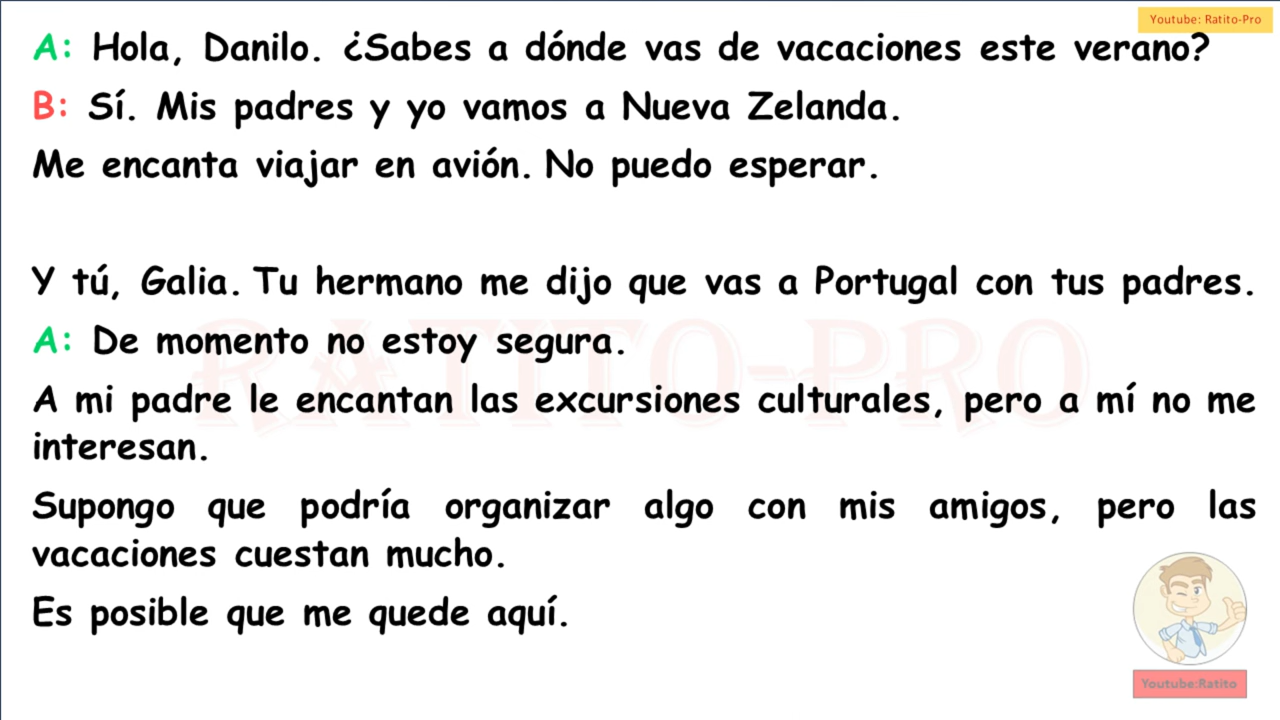 Youtube: Ratito-Pro
A: Hola, Danilo. ¿Sabes a dónde vas de vacaciones este verano?
B: Sí. Mis padres y yo vamos a Nueva Zelanda.
Me encanta viajar en avión. No puedo esperar.
Y tú, Galia. Tu hermano me dijo que vas a Portugal con tus padres.
A: De momento no estoy segura.
RATITO-PRO
A mi padre le encantan las excursiones culturales, pero a mí no me
interesan.
Supongo que podría organizar algo con mis amigos, pero las
vacaciones cuestan mucho.
Es posible que me quede aquí.
Youtube:Ratito